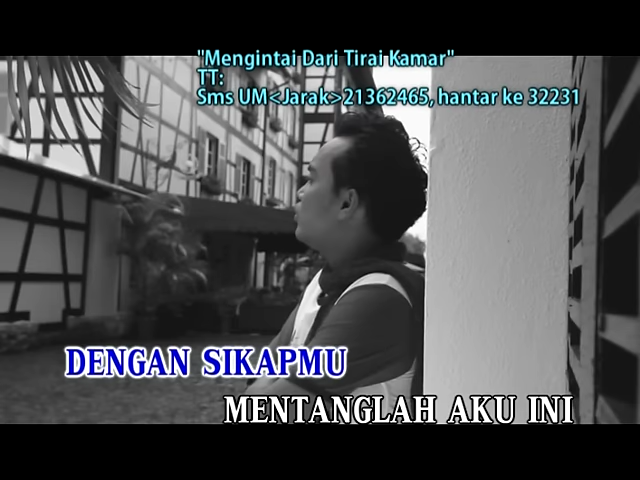 "Mengintai Dari Tirai Kamar"
TT:
Sms UM<Jarak>21362465, hantar ke 32231
DENGAN SIKAPMU
MENTANGLAH AKU INI